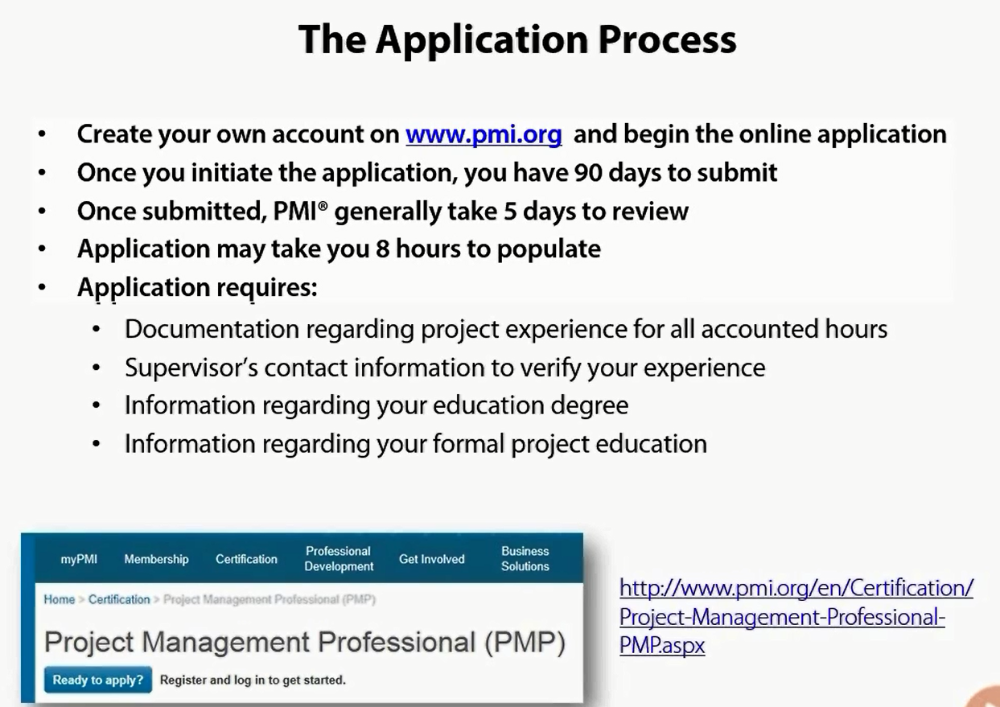 The Application Process
• Create your own account on www.pmi.org and begin the online application
• Once you initiate the application, you have 90 days to submit
• Once submitted, PMI® generally take 5 days to review
• Application may take you 8 hours to populate
• Application requires:
• Documentation regarding project experience for all accounted hours
• Supervisor's contact information to verify your experience
• Information regarding your education degree
• Information regarding your formal project education
myPMI Membership Certification Professional Development Get Involved Business Solutions
Home > Certification > Project Management Professional (PMP)
Project Management Professional (PMP)
Ready to apply? Register and log in to get started.
http://www.pmi.org/en/Certification/
Project-Management-Professional-
PMP.aspx